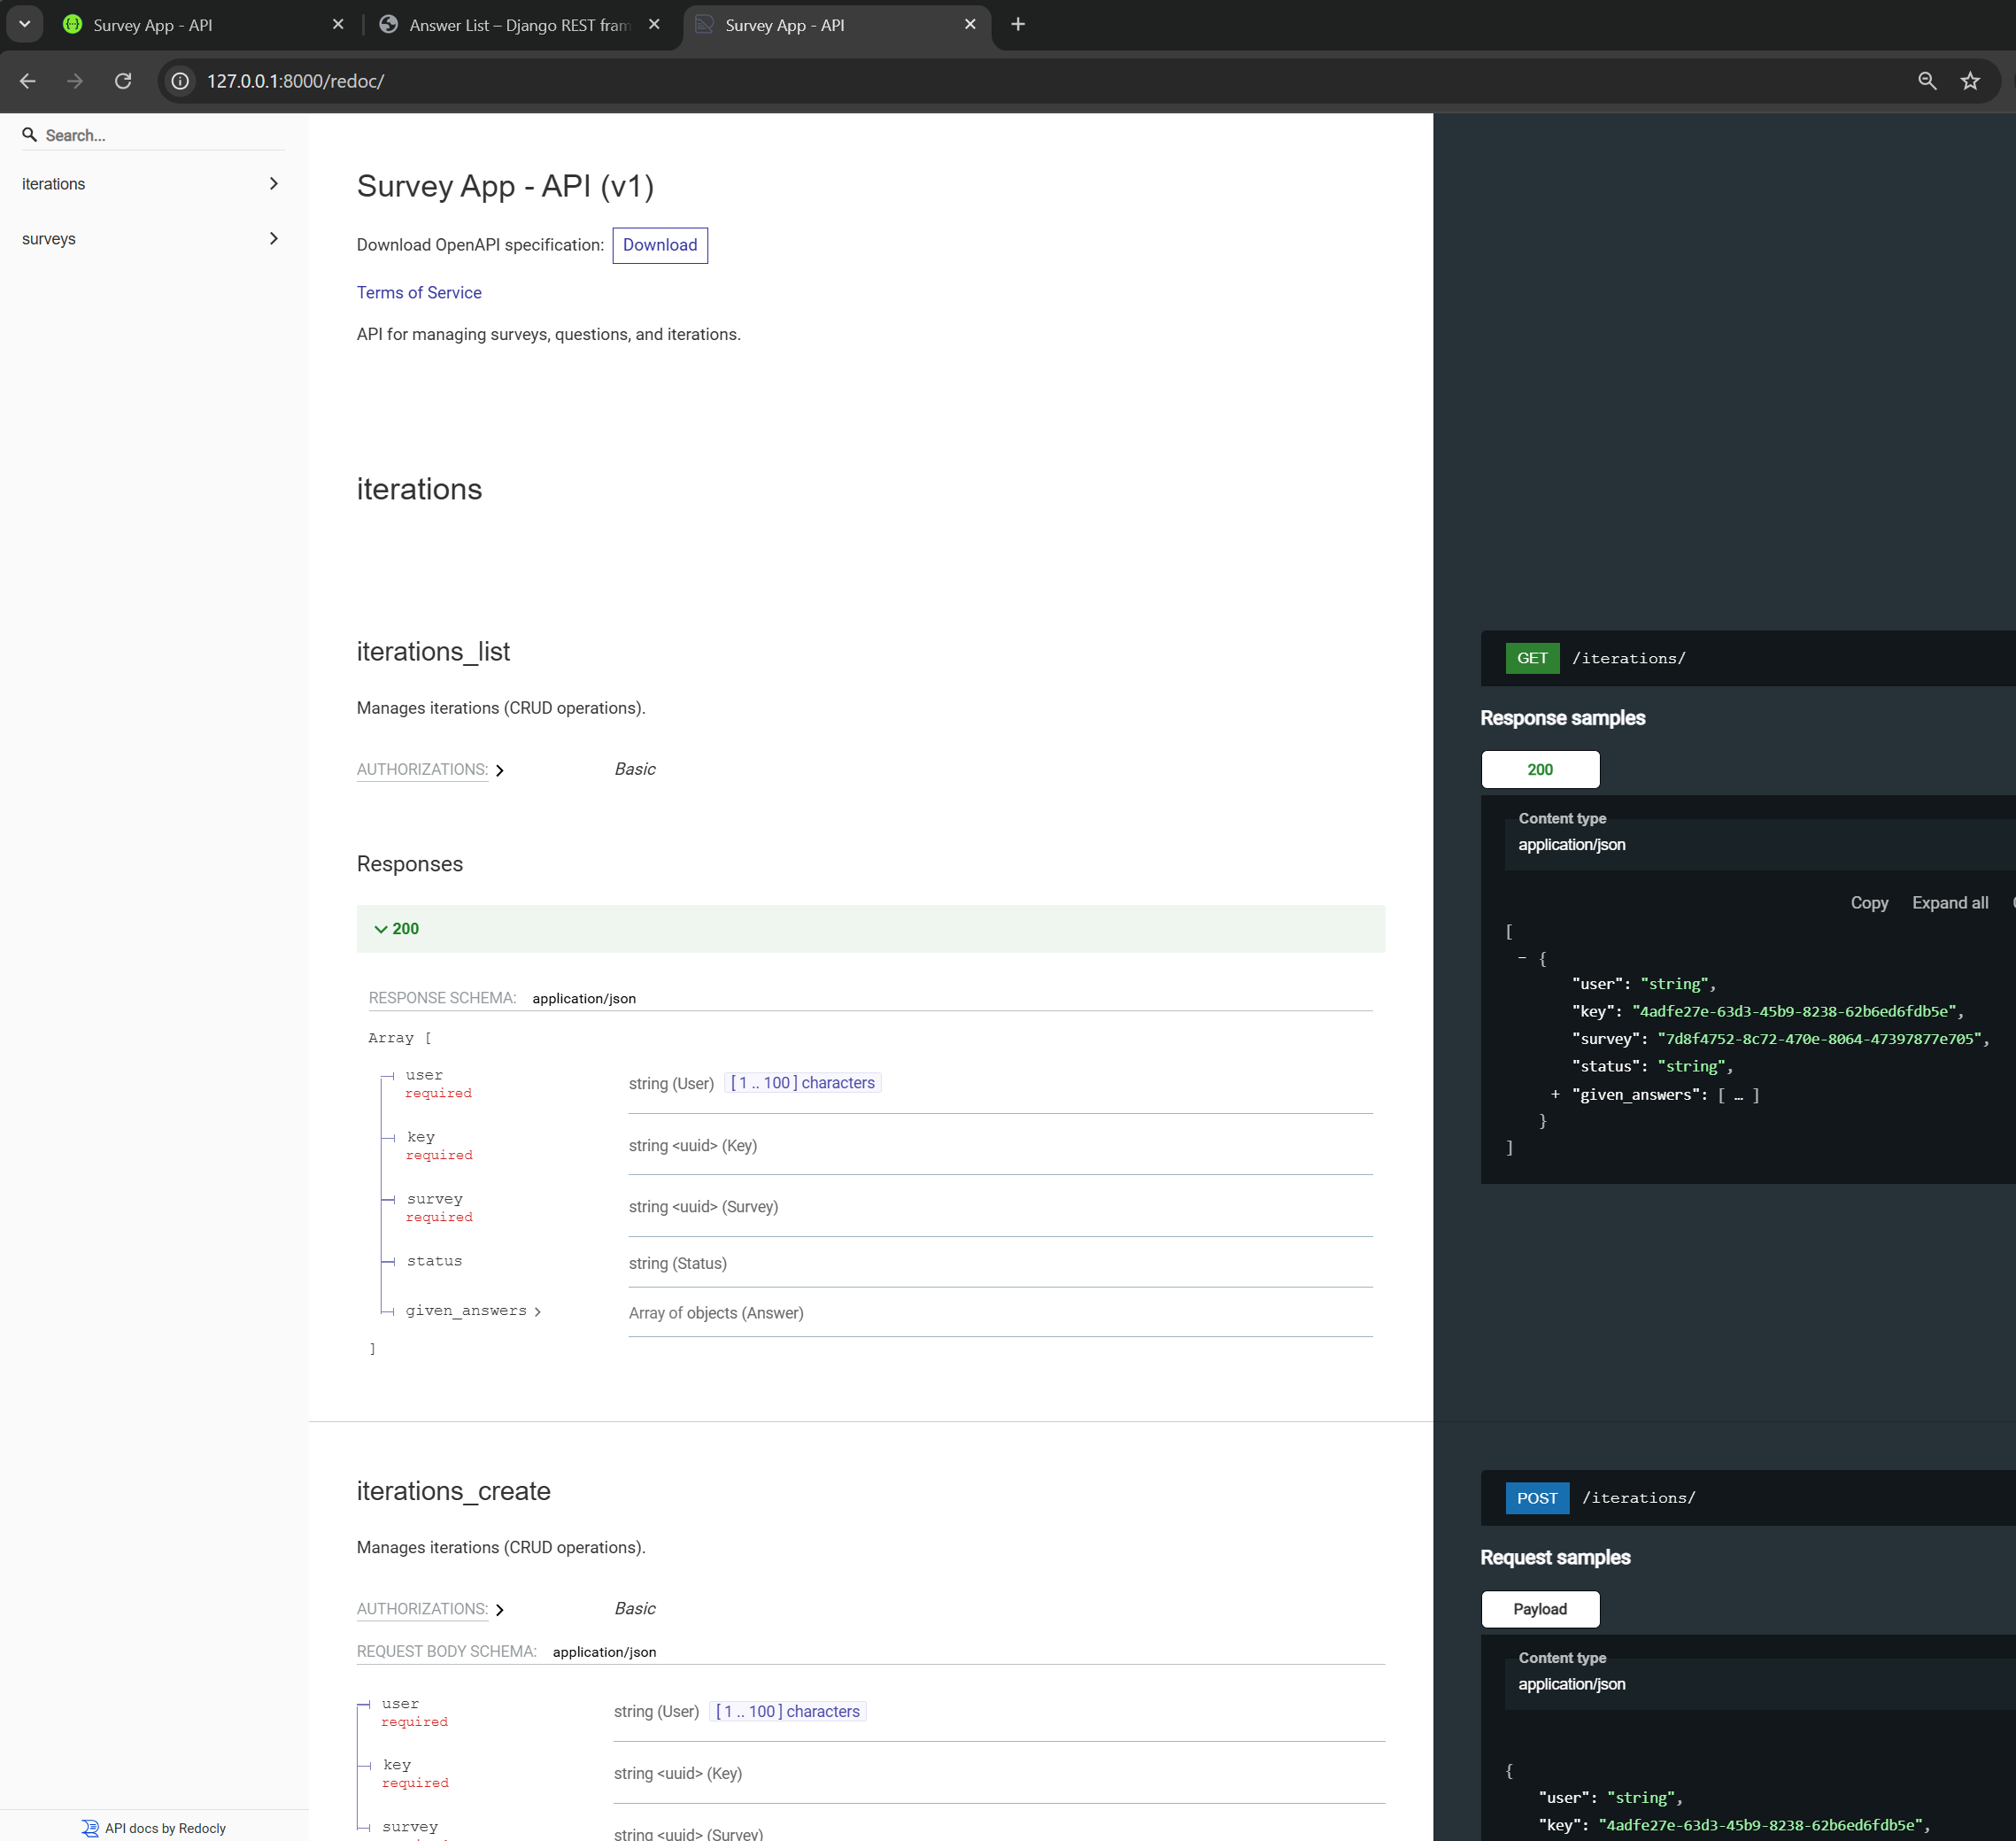 Survey App - API
Answer List – Django REST fram
Survey App - API
127.0.0.1:8000/redoc/
Search...
iterations
surveys
Survey App - API (v1)
Download OpenAPI specification: Download
Terms of Service
API for managing surveys, questions, and iterations.
iterations
iterations_list
Manages iterations (CRUD operations).
AUTHORIZATIONS: Basic
Responses
200
RESPONSE SCHEMA: application/json
Array [
user
required
string (User) [ 1 .. 100 ] characters
key
required
string <uuid> (Key)
survey
required
string <uuid> (Survey)
status
string (Status)
given_answers
Array of objects (Answer)
]
GET /iterations/
Response samples
200
Content type
application/json
Copy Expand all
[
- {
"user": "string",
"key": "4adfe27e-63d3-45b9-8238-62b6ed6fdb5e",
"survey": "7d8f4752-8c72-470e-8064-47397877e705",
"status": "string",
+ "given_answers": [ … ]
}
]
iterations_create
Manages iterations (CRUD operations).
AUTHORIZATIONS: Basic
REQUEST BODY SCHEMA: application/json
user
required
string (User) [ 1 .. 100 ] characters
key
required
string <uuid> (Key)
survey
string <uuid> (Survey)
POST /iterations/
Request samples
Payload
Content type
application/json
{
"user": "string",
"key": "4adfe27e-63d3-45b9-8238-62b6ed6fdb5e",
API docs by Redocly